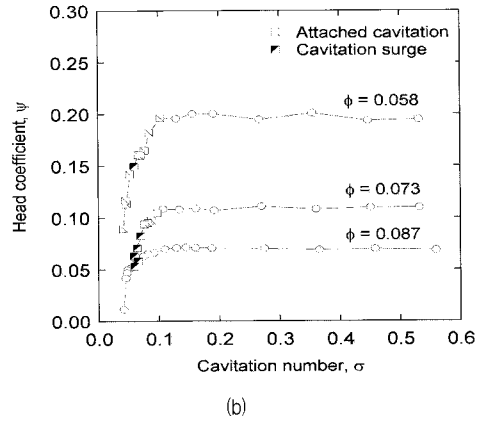 Attached cavitation
Cavitation surge
0.30
0.25
0.20
0.15
0.10
0.05
0.00
Head coefficient, ψ
ϕ = 0.058
ϕ = 0.073
ϕ = 0.087
0.0 0.1 0.2 0.3 0.4 0.5 0.6
Cavitation number, σ
(b)